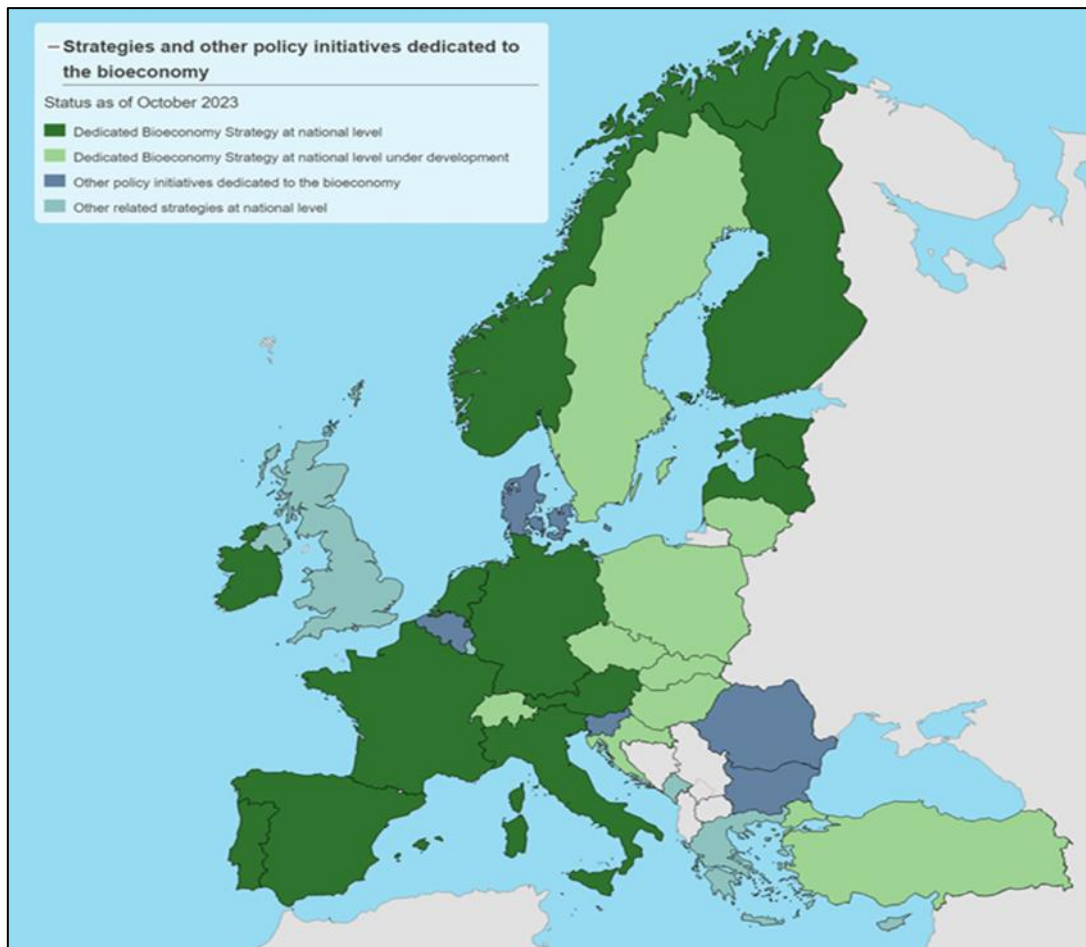 – Strategies and other policy initiatives dedicated to
the bioeconomy
Status as of October 2023
Dedicated Bioeconomy Strategy at national level
Dedicated Bioeconomy Strategy at national level under development
Other policy initiatives dedicated to the bioeconomy
Other related strategies at national level